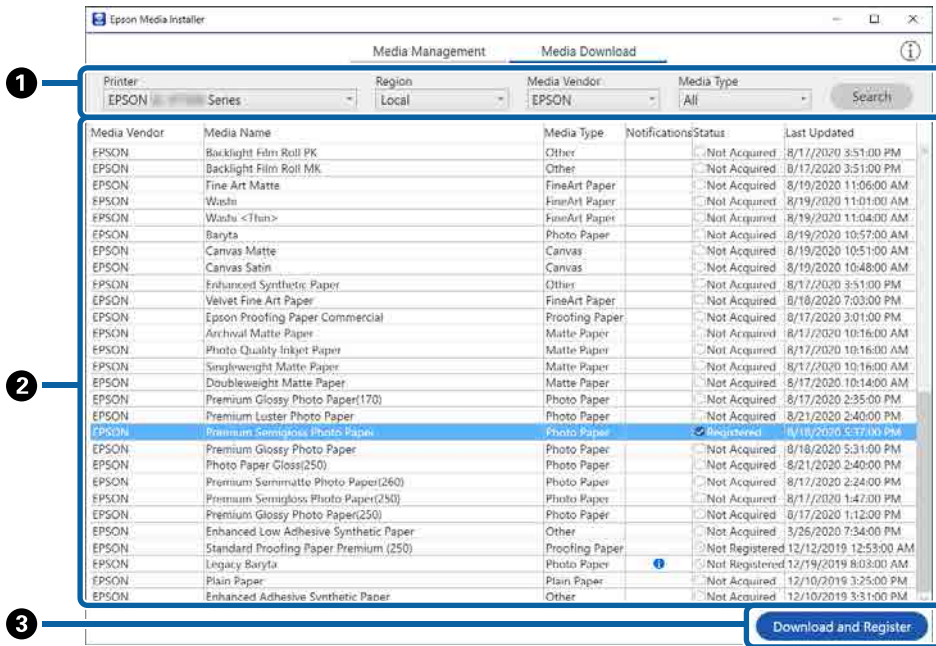 Epson Media Installer
Media Management Media Download
1
Printer Region Media Vendor Media Type
EPSON Series Local EPSON All Search
Media Vendor Media Name Media Type Notifications Status Last Updated
EPSON Backlight Film Roll PK Other Not Acquired 8/17/2020 3:51:00 PM
EPSON Backlight Film Roll MK Other Not Acquired 8/17/2020 3:51:00 PM
EPSON Fine Art Matte FineArt Paper Not Acquired 8/19/2020 11:06:00 AM
EPSON Washi FineArt Paper Not Acquired 8/19/2020 11:01:00 AM
EPSON Washi <Thin> FineArt Paper Not Acquired 8/19/2020 11:04:00 AM
EPSON Baryta Photo Paper Not Acquired 8/19/2020 10:57:00 AM
EPSON Canvas Matte Canvas Not Acquired 8/19/2020 10:51:00 AM
EPSON Canvas Satin Canvas Not Acquired 8/19/2020 10:48:00 AM
EPSON Enhanced Synthetic Paper Other Not Acquired 8/17/2020 3:51:00 PM
EPSON Velvet Fine Art Paper FineArt Paper Not Acquired 8/18/2020 7:03:00 PM
EPSON Epson Proofing Paper Commercial Proofing Paper Not Acquired 8/17/2020 3:01:00 PM
EPSON Archival Matte Paper Matte Paper Not Acquired 8/17/2020 10:16:00 AM
EPSON Photo Quality Inkjet Paper Matte Paper Not Acquired 8/17/2020 10:16:00 AM
EPSON Singleweight Matte Paper Matte Paper Not Acquired 8/17/2020 10:16:00 AM
2
EPSON Doubleweight Matte Paper Matte Paper Not Acquired 8/17/2020 10:14:00 AM
EPSON Premium Glossy Photo Paper(170) Photo Paper Not Acquired 8/17/2020 2:35:00 PM
EPSON Premium Luster Photo Paper Photo Paper Not Acquired 8/21/2020 2:40:00 PM
EPSON Premium Semigloss Photo Paper Photo Paper Registered 8/18/2020 5:37:00 PM
EPSON Premium Glossy Photo Paper Photo Paper Not Acquired 8/18/2020 5:31:00 PM
EPSON Photo Paper Gloss(250) Photo Paper Not Acquired 8/21/2020 2:40:00 PM
EPSON Premium Semimatte Photo Paper(260) Photo Paper Not Acquired 8/17/2020 2:24:00 PM
EPSON Premium Semigloss Photo Paper(250) Photo Paper Not Acquired 8/17/2020 1:47:00 PM
EPSON Premium Glossy Photo Paper(250) Photo Paper Not Acquired 8/17/2020 1:12:00 PM
EPSON Enhanced Low Adhesive Synthetic Paper Other Not Acquired 3/26/2020 7:34:00 PM
EPSON Standard Proofing Paper Premium (250) Proofing Paper Not Registered 12/12/2019 12:53:00 AM
EPSON Legacy Baryta Photo Paper Not Registered 12/19/2019 8:03:00 AM
EPSON Plain Paper Plain Paper Not Acquired 12/10/2019 3:25:00 PM
EPSON Enhanced Adhesive Synthetic Paper Other Not Acquired 12/10/2019 3:31:00 PM
3
Download and Register